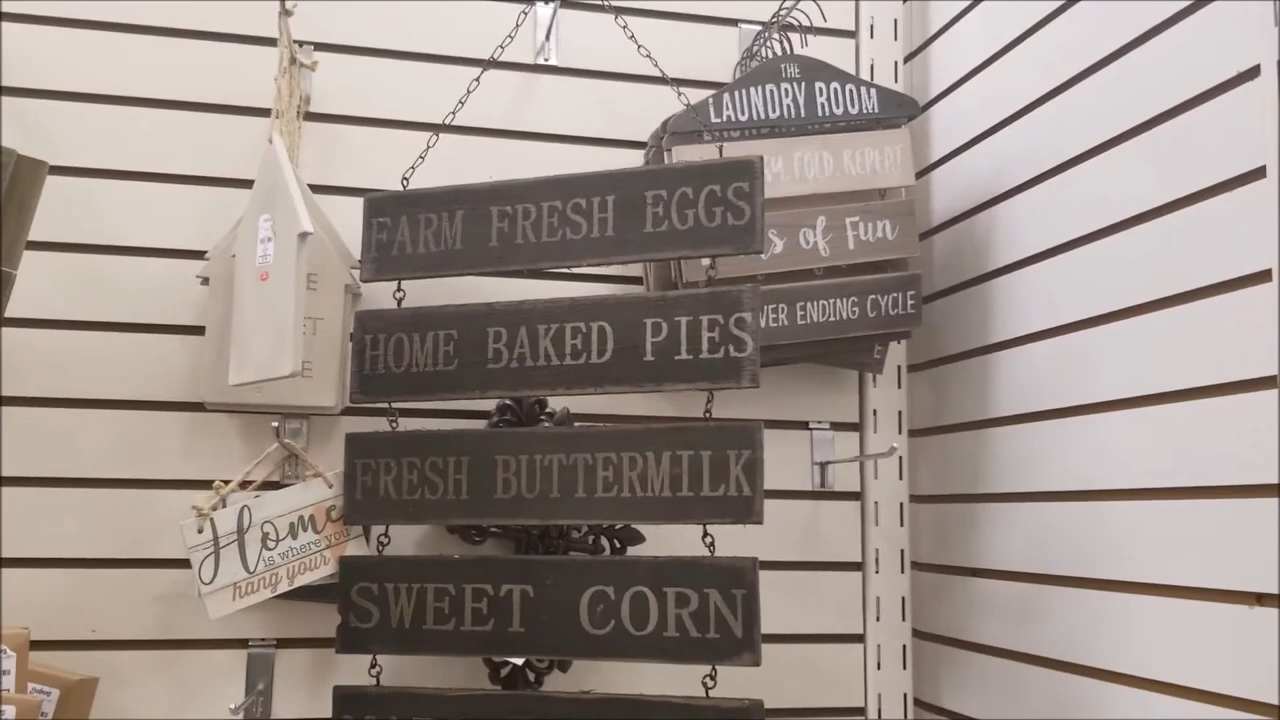 FARM FRESH EGGS
HOME BAKED PIES
FRESH BUTTERMILK
SWEET CORN
THE
LAUNDRY ROOM
FOLD. REPEAT
of Fun
ENDING CYCLE
Home
is where you
hang your